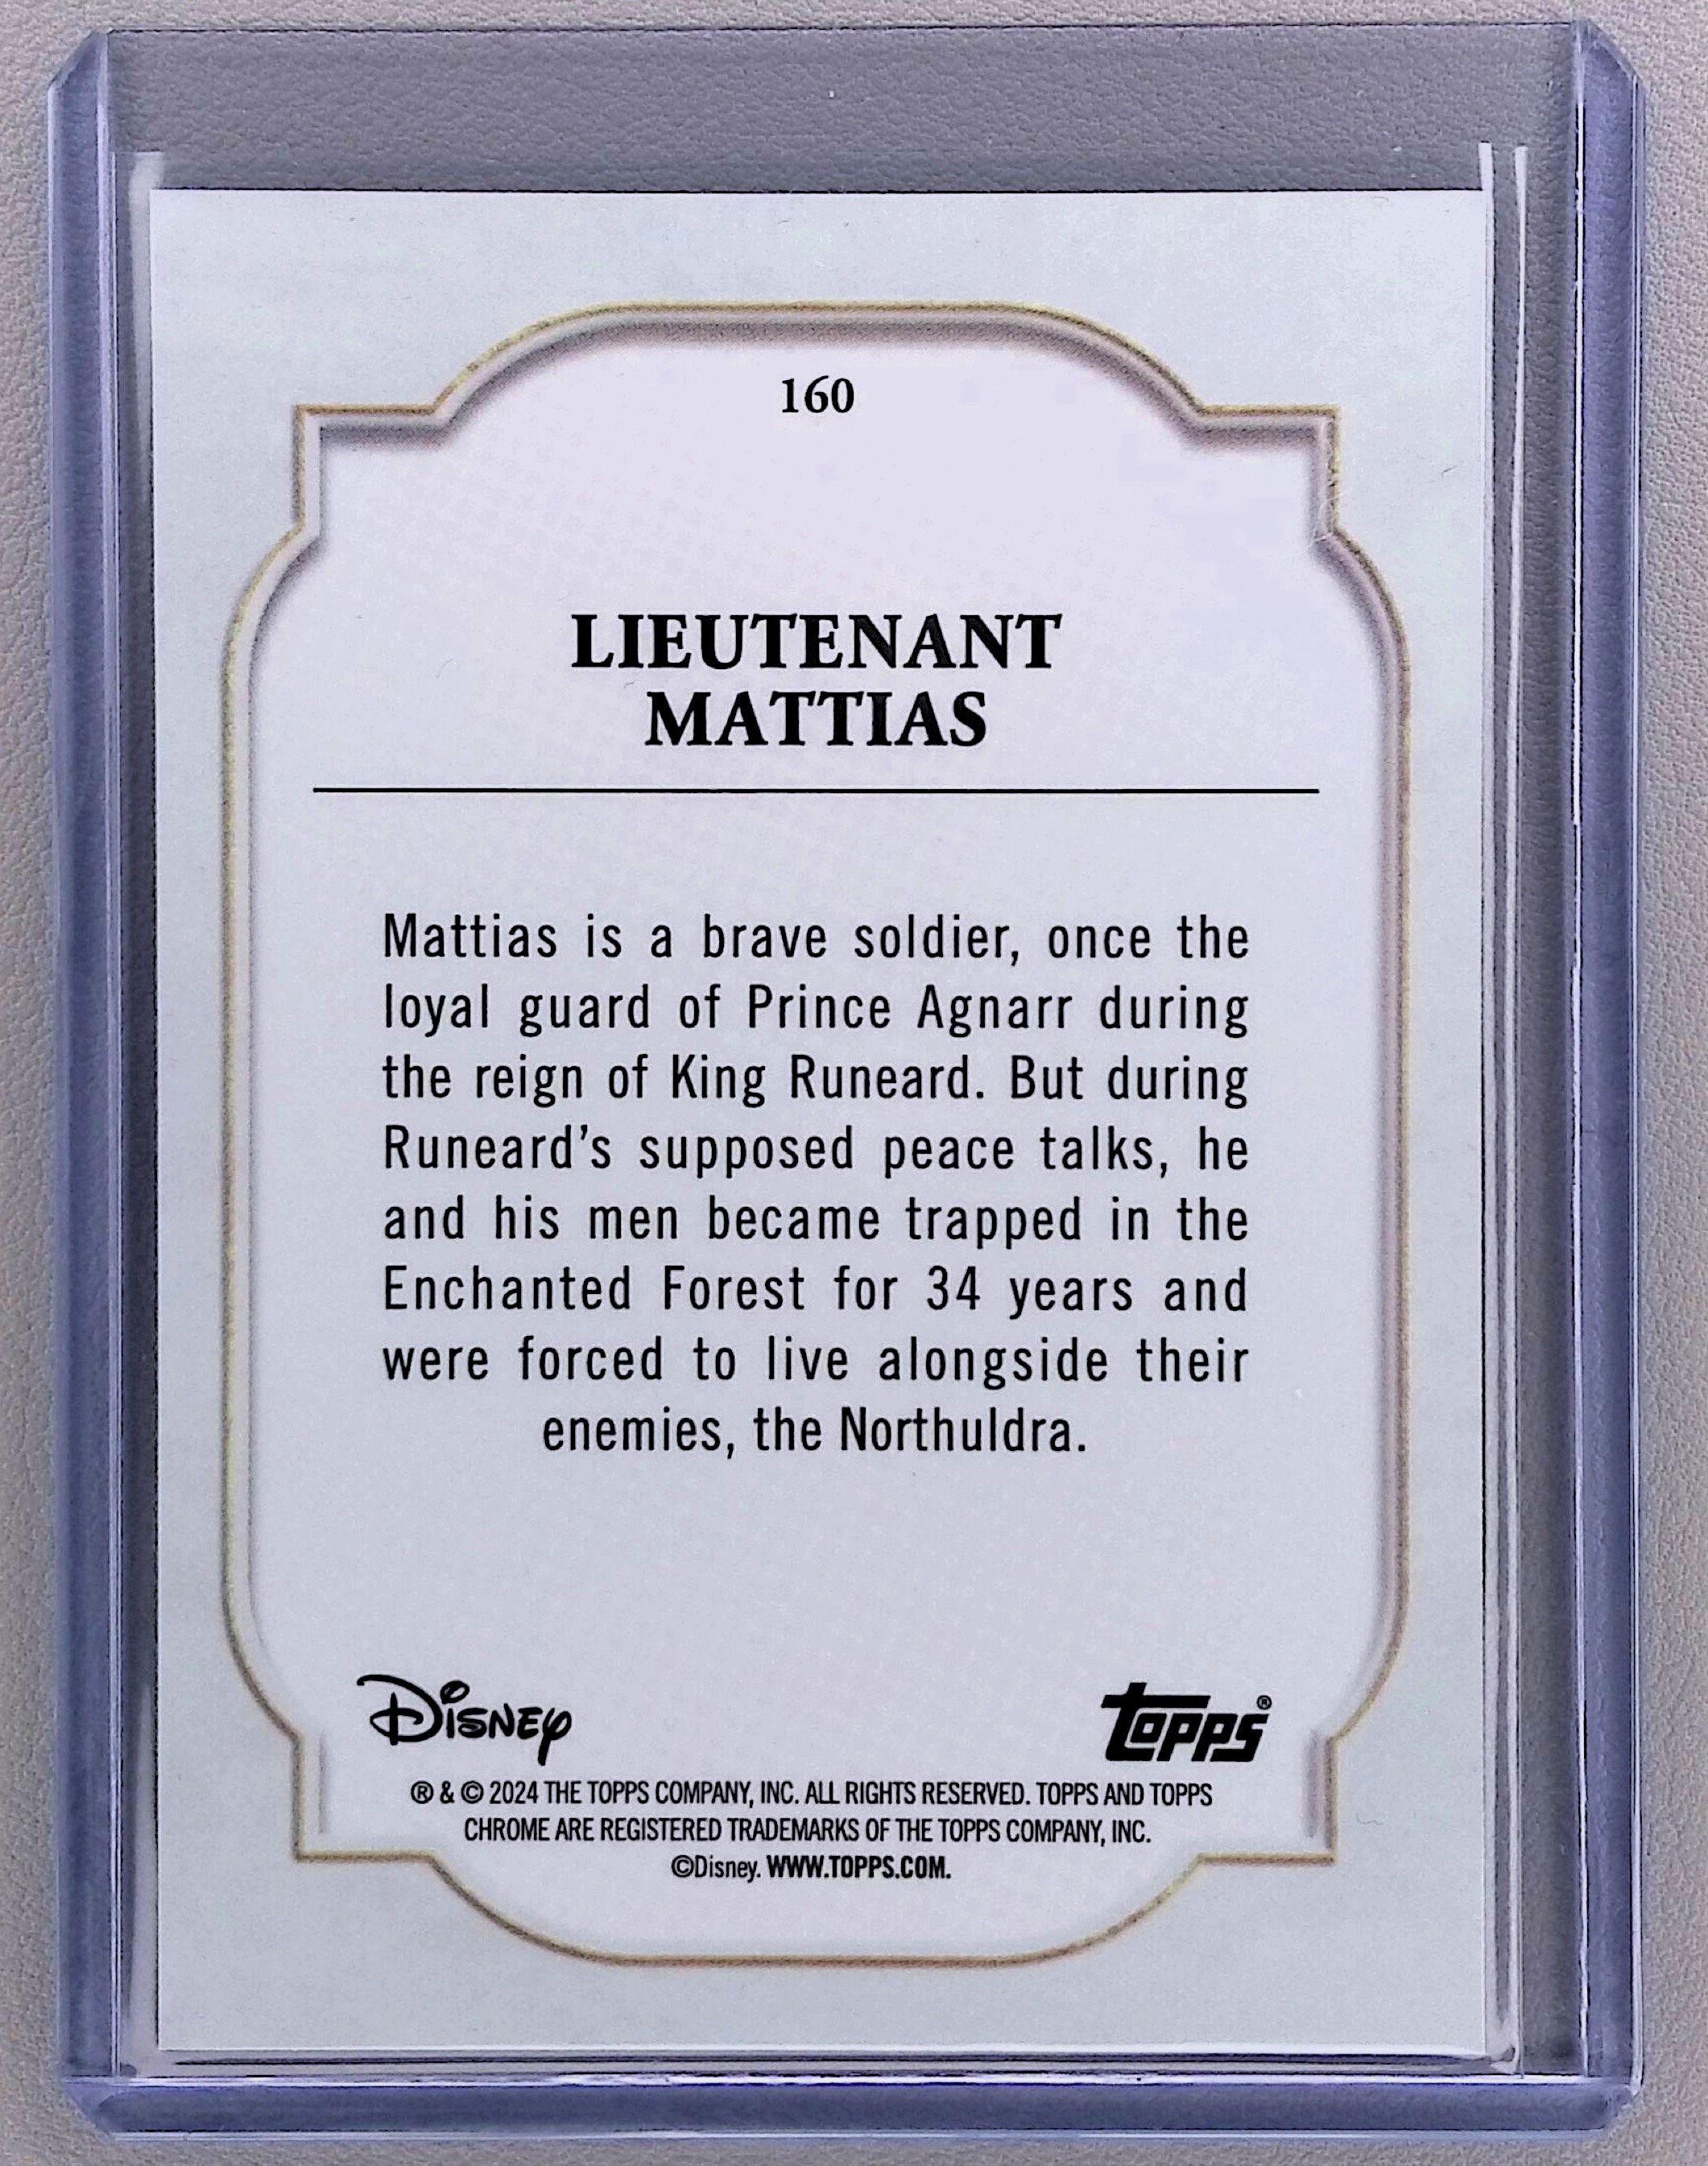 160
LIEUTENANT
MATTIAS
Mattias is a brave soldier, once the
loyal guard of Prince Agnarr during
the reign of King Runeard. But during
Runeard’s supposed peace talks, he
and his men became trapped in the
Enchanted Forest for 34 years and
were forced to live alongside their
enemies, the Northuldra.
Disney
topps®
® & © 2024 THE TOPPS COMPANY, INC. ALL RIGHTS RESERVED. TOPPS AND TOPPS
CHROME ARE REGISTERED TRADEMARKS OF THE TOPPS COMPANY, INC.
©Disney. WWW.TOPPS.COM.